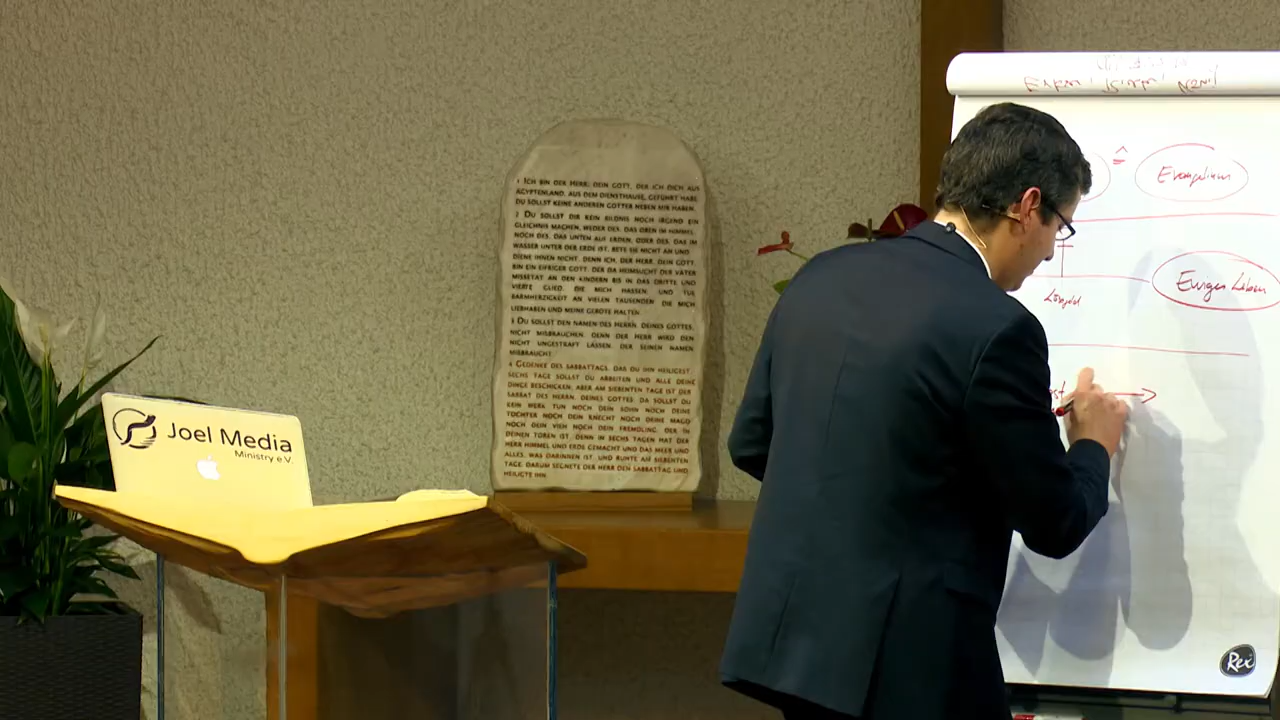 1 ICH BIN DER HERR, DEIN GOTT, DER ICH DICH AUS
ÄGYPTENLAND, AUS DEM DIENSTHAUSE, GEFÜHRT HABE
DU SOLLST KEINE ANDEREN GÖTTER NEBEN MIR HABEN.
2 DU SOLLST DIR KEIN BILDNIS NOCH IRGEND EIN
GLEICHNIS MACHEN, WEDER DES, DAS OBEN IM HIMMEL,
NOCH DES, DAS UNTEN AUF ERDEN, ODER DES, DAS IM
WASSER UNTER DER ERDE IST. BETE SIE NICHT AN UND
DIENE IHNEN NICHT. DENN ICH, DER HERR, DEIN GOTT,
BIN EIN EIFRIGER GOTT, DER DA HEIMSUCHT DER VÄTER
MISSETAT AN DEN KINDERN BIS IN DAS DRITTE UND
VIERTE GLIED, DIE MICH HASSEN; UND TUE
BARMHERZIGKEIT AN VIELEN TAUSENDEN DIE MICH
LIEBHABEN UND MEINE GEBOTE HALTEN.
3 DU SOLLST DEN NAMEN DES HERRN, DEINES GOTTES,
NICHT MIßBRAUCHEN, DENN DER HERR WIRD DEN
NICHT UNGESTRAFT LASSEN, DER SEINEN NAMEN
MIßBRAUCHT.
4 GEDENKE DES SABBATTAGS, DAS DU IHN HEILIGEST.
SECHS TAGE SOLLST DU ARBEITEN UND ALLE DEINE
DINGE BESCHICKEN; ABER AM SIEBENTEN TAGE IST DER
SABBAT DES HERRN, DEINES GOTTES; DA SOLLST DU
KEIN WERK TUN NOCH DEIN SOHN NOCH DEINE
TOCHTER NOCH DEIN KNECHT NOCH DEINE MAGD
NOCH DEIN VIEH NOCH DEIN FREMDLING, DER IN
DEINEN TOREN IST. DENN IN SECHS TAGEN HAT DER
HERR HIMMEL UND ERDE GEMACHT UND DAS MEER UND
ALLES, WAS DARINNEN IST, UND RUHTE AM SIEBENTEN
TAGE. DARUM SEGNETE DER HERR DEN SABBATTAG UND
HEILIGTE IHN.
Joel Media
Ministry e.V.
Evangelium
Ewiges Leben
Rex